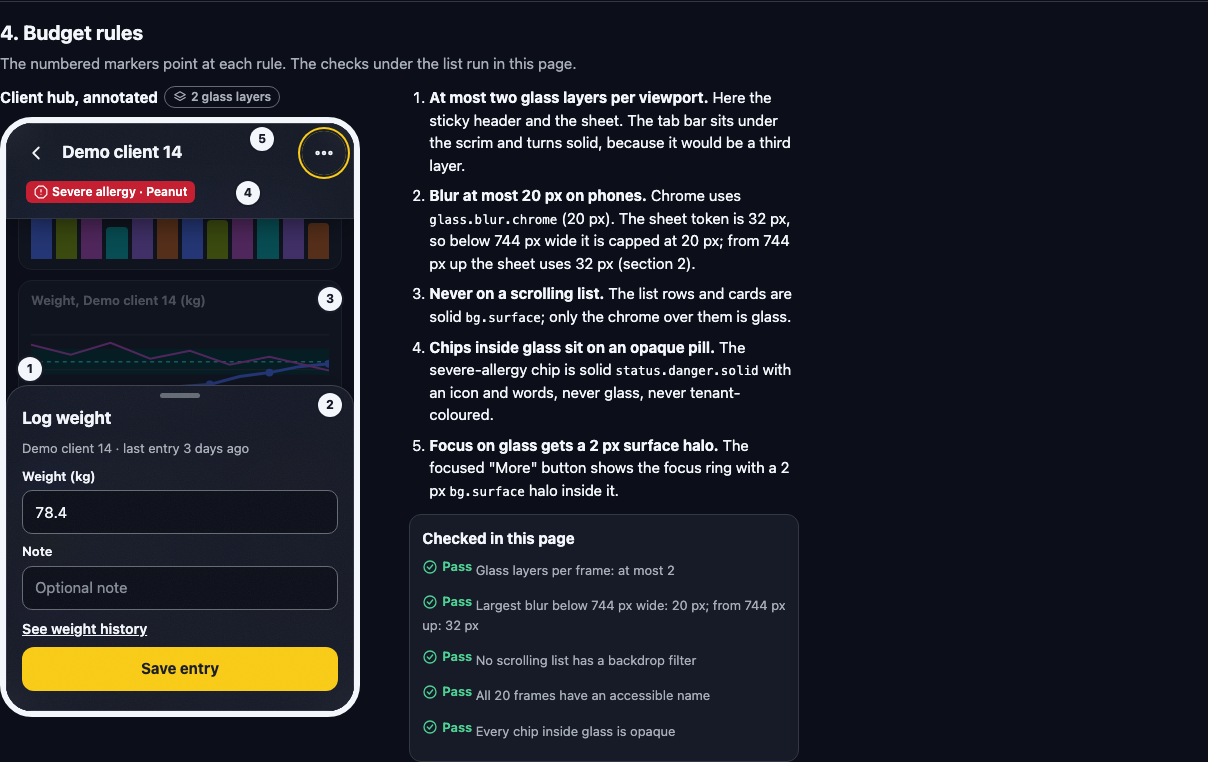 4. Budget rules
The numbered markers point at each rule. The checks under the list run in this page.
Client hub, annotated
2 glass layers
5
Demo client 14
Severe allergy · Peanut
4
Weight, Demo client 14 (kg)
3
1
2
Log weight
Demo client 14 · last entry 3 days ago
Weight (kg)
78.4
Note
Optional note
See weight history
Save entry
1. At most two glass layers per viewport. Here the
sticky header and the sheet. The tab bar sits under
the scrim and turns solid, because it would be a third
layer.
2. Blur at most 20 px on phones. Chrome uses
glass.blur.chrome (20 px). The sheet token is 32 px,
so below 744 px wide it is capped at 20 px; from 744
px up the sheet uses 32 px (section 2).
3. Never on a scrolling list. The list rows and cards are
solid bg.surface; only the chrome over them is glass.
4. Chips inside glass sit on an opaque pill. The
severe-allergy chip is solid status.danger.solid with
an icon and words, never glass, never tenant-
coloured.
5. Focus on glass gets a 2 px surface halo. The
focused "More" button shows the focus ring with a 2
px bg.surface halo inside it.
Checked in this page
Pass Glass layers per frame: at most 2
Pass Largest blur below 744 px wide: 20 px; from 744 px
up: 32 px
Pass No scrolling list has a backdrop filter
Pass All 20 frames have an accessible name
Pass Every chip inside glass is opaque